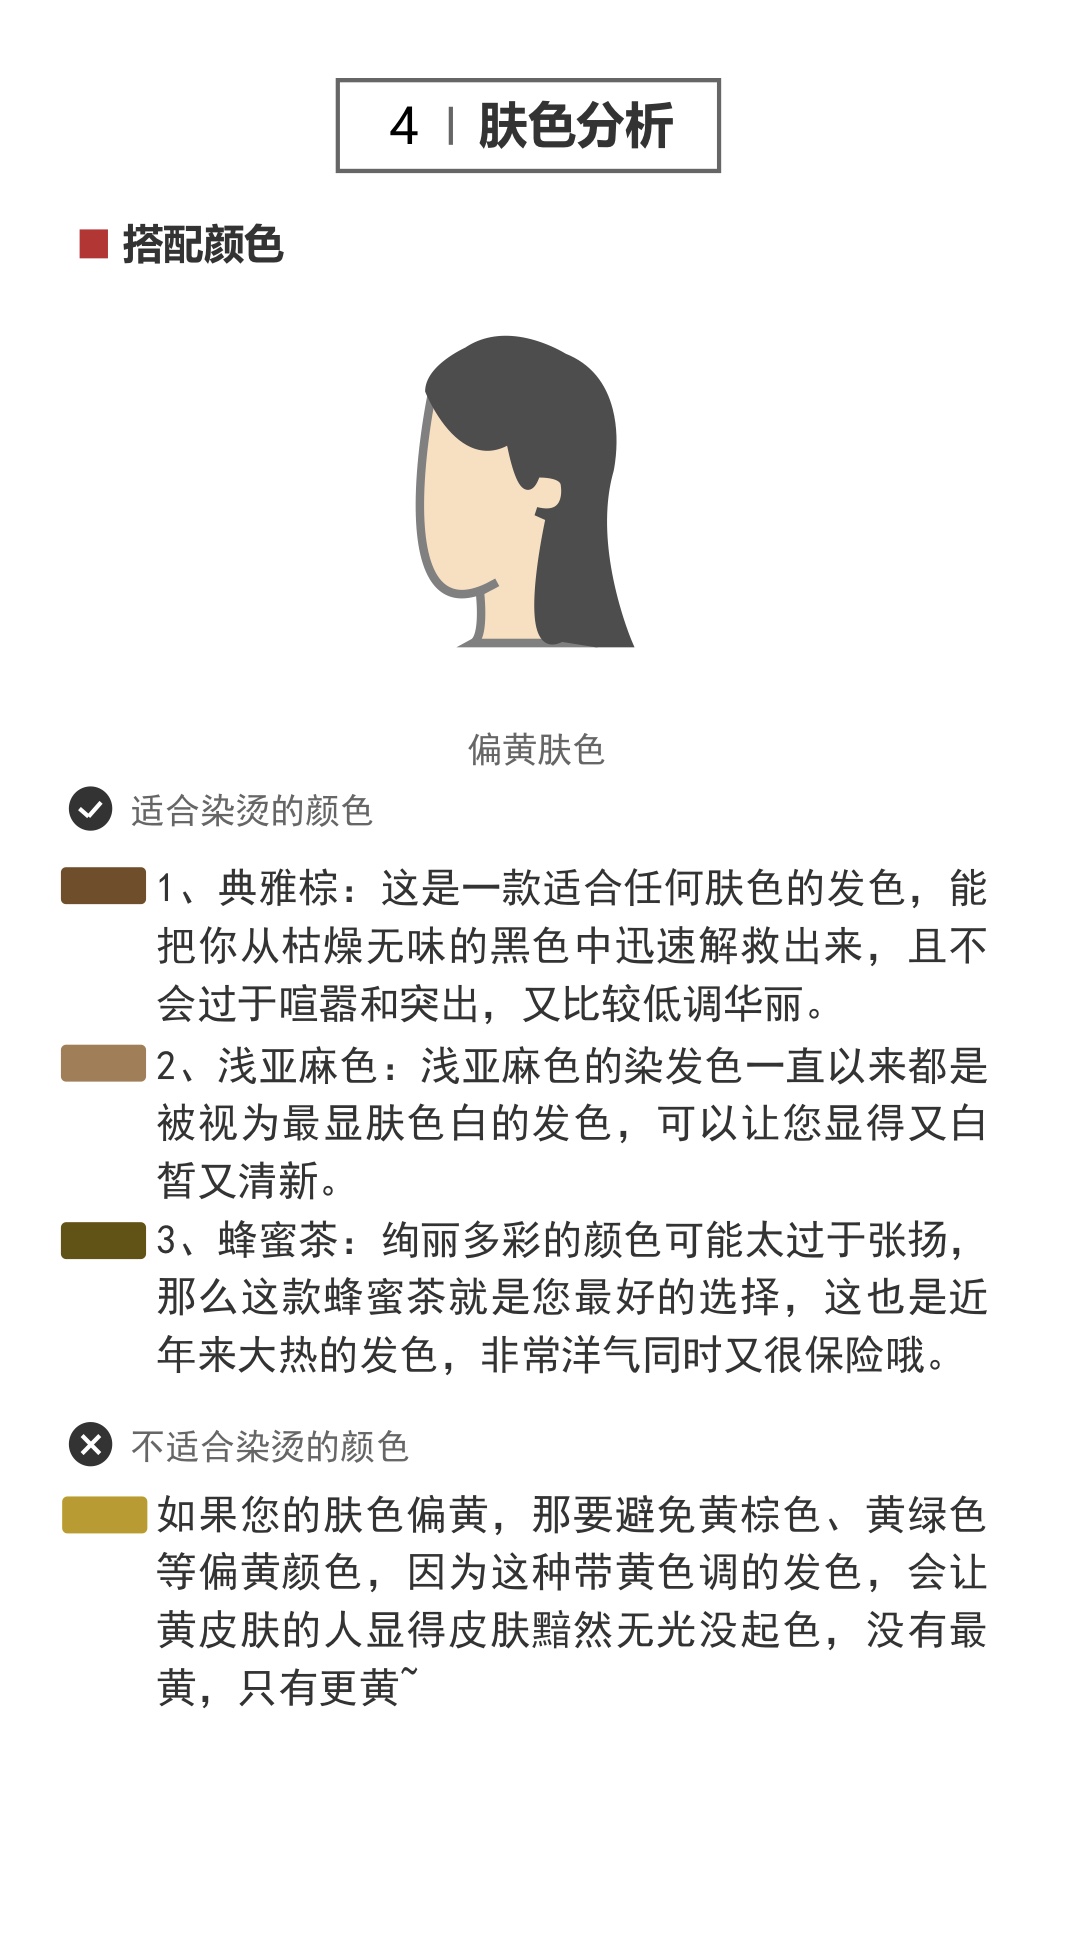 4 | 肤色分析
搭配颜色
偏黄肤色
适合染烫的颜色
1、典雅棕：这是一款适合任何肤色的发色，能
把你从枯燥无味的黑色中迅速解救出来，且不
会过于喧嚣和突出，又比较低调华丽。
2、浅亚麻色：浅亚麻色的染发色一直以来都是
被视为最显肤色白的发色，可以让您显得又白
皙又清新。
3、蜂蜜茶：绚丽多彩的颜色可能太过于张扬，
那么这款蜂蜜茶就是您最好的选择，这也是近
年来大热的发色，非常洋气同时又很保险哦。
不适合染烫的颜色
如果您的肤色偏黄，那要避免黄棕色、黄绿色
等偏黄颜色，因为这种带黄色调的发色，会让
黄皮肤的人显得皮肤黯然无光没起色，没有最
黄，只有更黄~